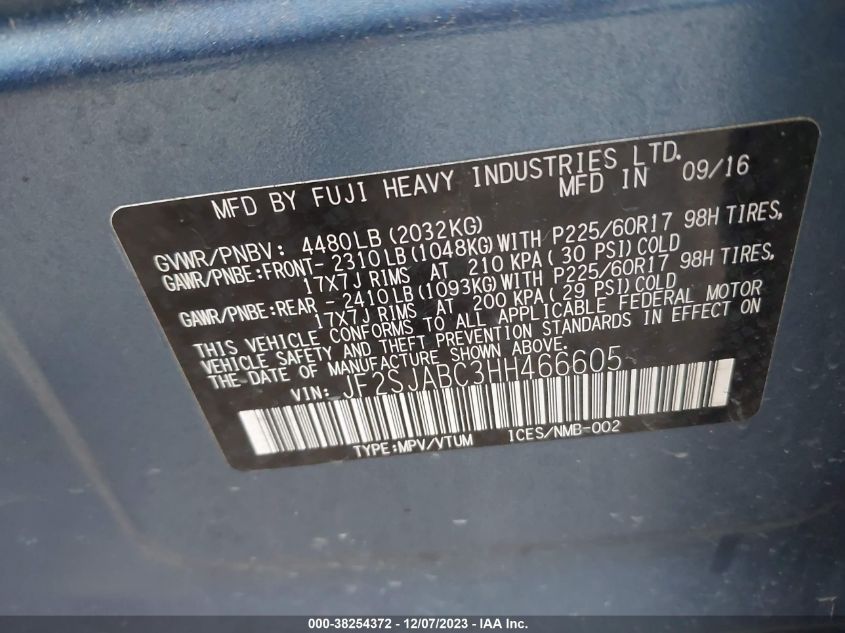 MFD BY FUJI HEAVY INDUSTRIES LTD.
MFD IN 09/16
GVWR/PNBV: 4480LB(2032KG)
GAWR/PNBE:FRONT- 2310LB(1048KG)WITH P225/60R17 98H TIRES,
17X7J RIMS AT 210 KPA( 30 PSI)COLD
GAWR/PNBE:REAR - 2410LB(1093KG)WITH P225/60R17 98H TIRES,
17X7J RIMS AT 200 KPA( 29 PSI)COLD
THIS VEHICLE CONFORMS TO ALL APPLICABLE FEDERAL MOTOR
VEHICLE SAFETY AND THEFT PREVENTION STANDARDS IN EFFECT ON
THE DATE OF MANUFACTURE SHOWN ABOVE.
VIN: JF2SJABC3HH466605
TYPE:MPV/VTUM ICES/NMB-002
000-38254372 - 12/07/2023 - IAA Inc.